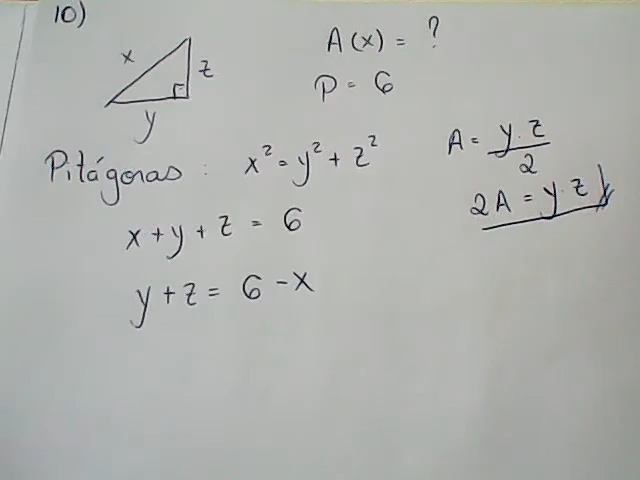 10)
A(x) = ?
P = 6
x
z
y
Pitágoras : x² = y² + z²
A = y.z/2
2A = y.z
x + y + z = 6
y + z = 6 - x